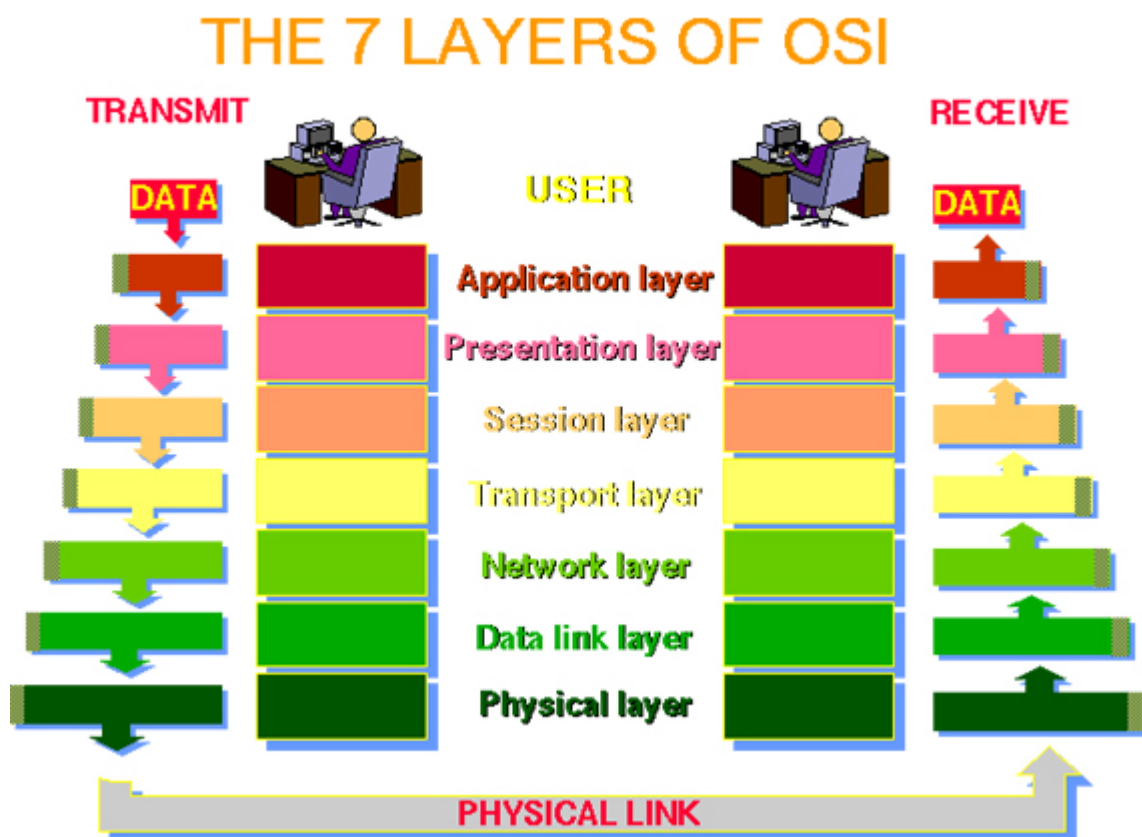 THE 7 LAYERS OF OSI
TRANSMIT
RECEIVE
DATA
USER
DATA
Application layer
Presentation layer
Session layer
Transport layer
Network layer
Data link layer
Physical layer
PHYSICAL LINK